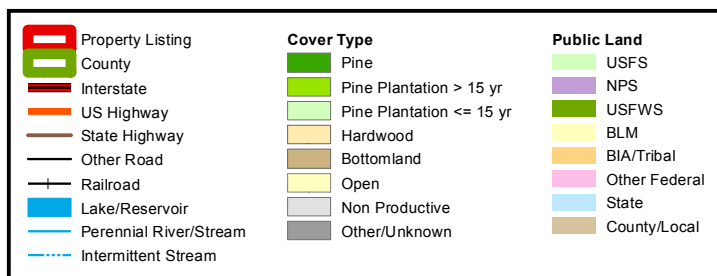 Property Listing
County
Interstate
US Highway
State Highway
Other Road
Railroad
Lake/Reservoir
Perennial River/Stream
Intermittent Stream
Cover Type
Pine
Pine Plantation > 15 yr
Pine Plantation <= 15 yr
Hardwood
Bottomland
Open
Non Productive
Other/Unknown
Public Land
USFS
NPS
USFWS
BLM
BIA/Tribal
Other Federal
State
County/Local